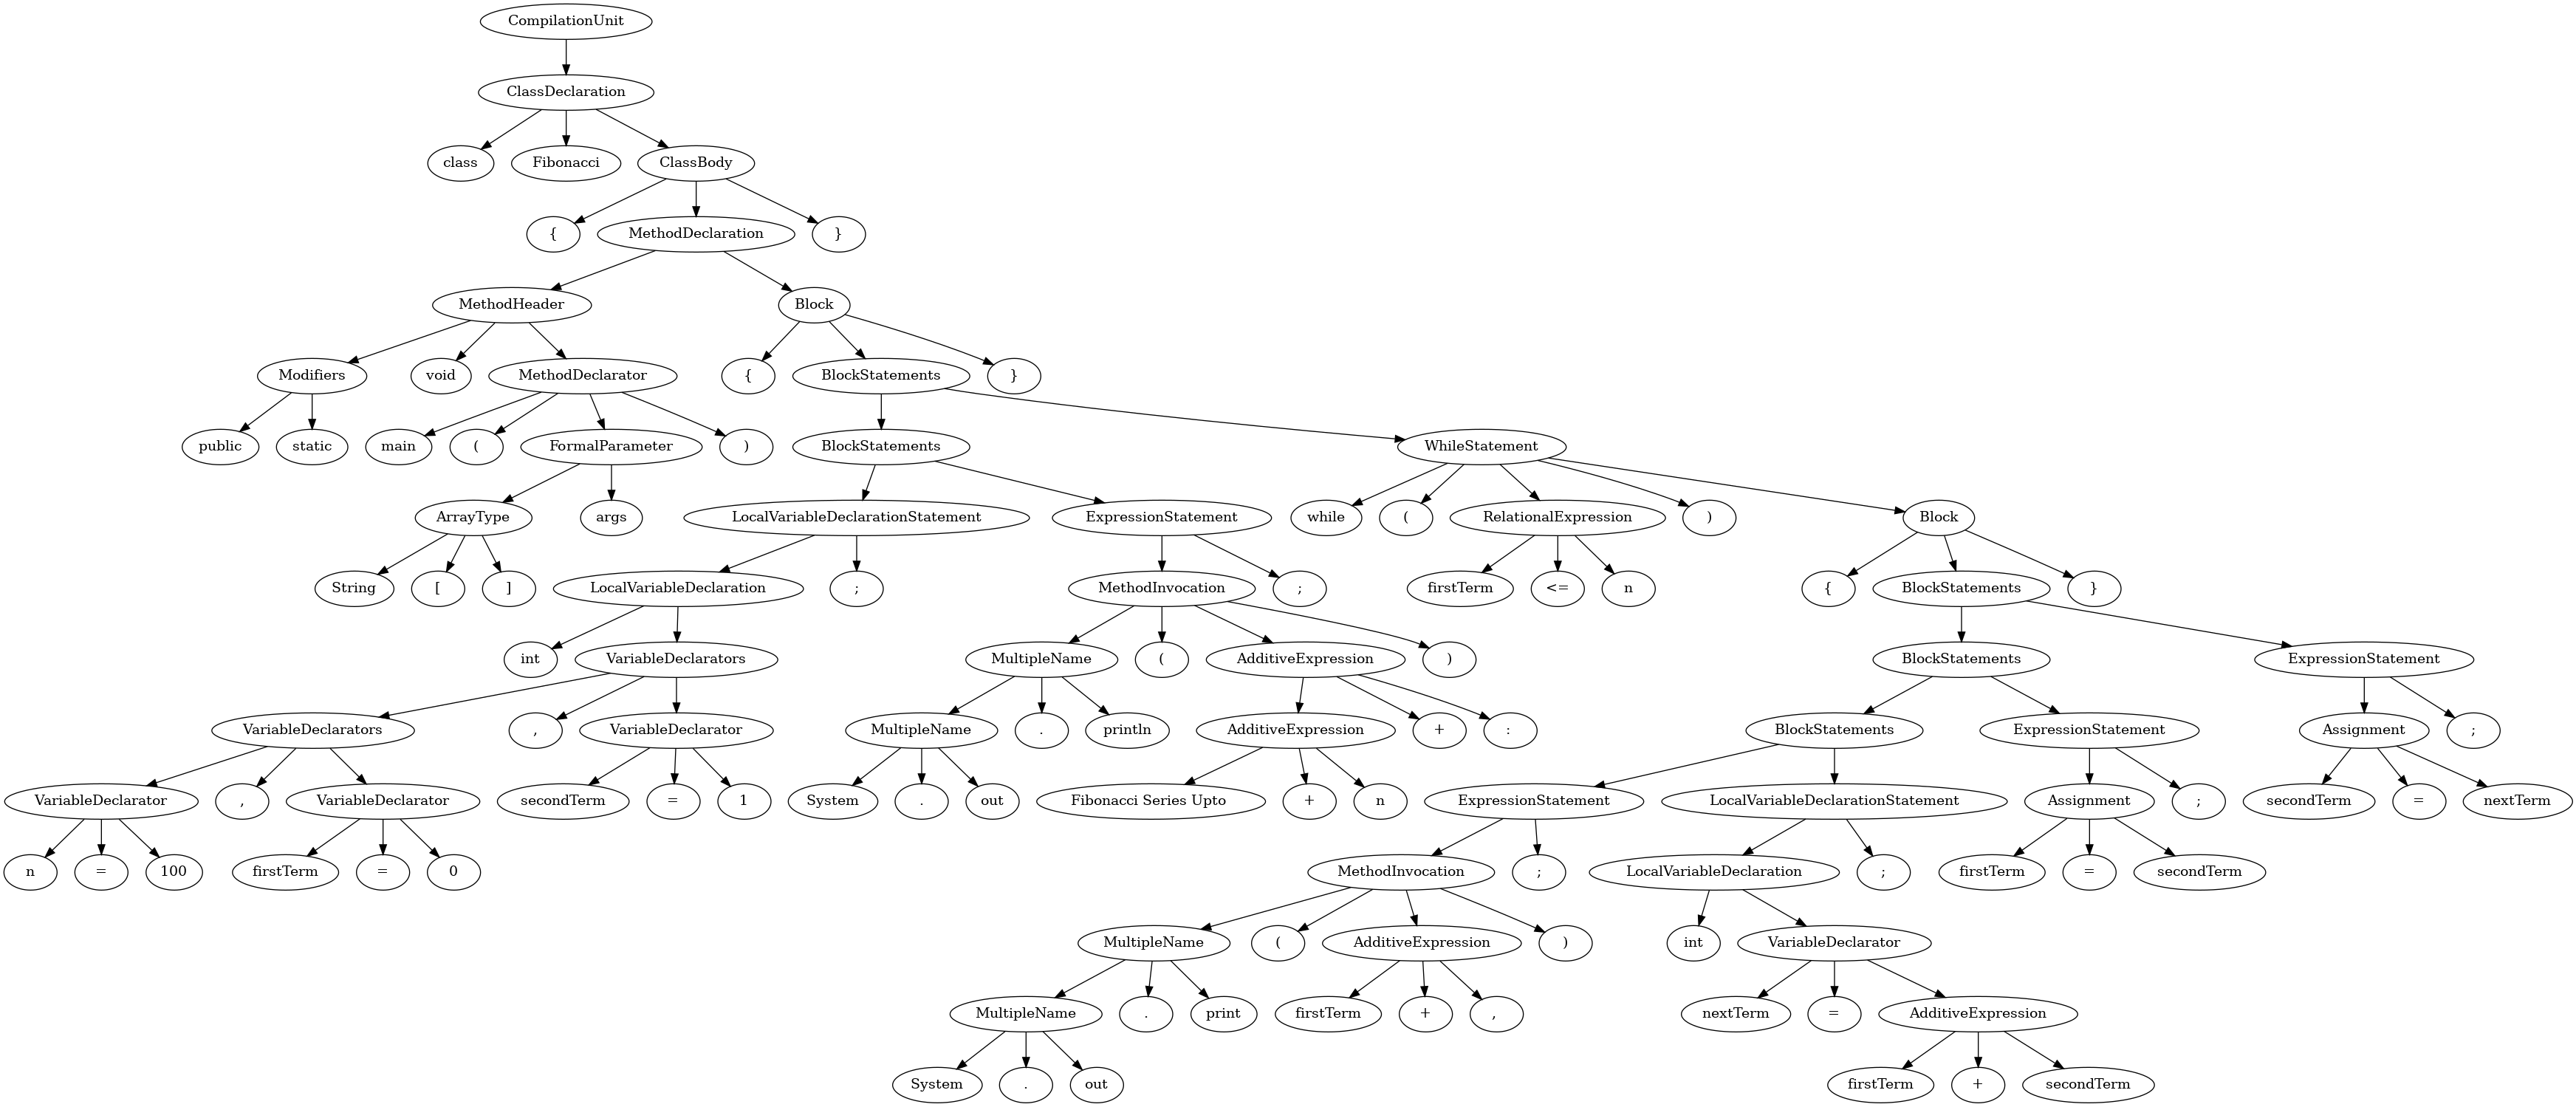 CompilationUnit
ClassDeclaration
class Fibonacci ClassBody
{ MethodDeclaration }
MethodHeader Block
Modifiers void MethodDeclarator { BlockStatements }
public static main ( FormalParameter ) BlockStatements WhileStatement
ArrayType args LocalVariableDeclarationStatement ExpressionStatement while ( RelationalExpression ) Block
String [ ] LocalVariableDeclaration ; MethodInvocation ; firstTerm <= n { BlockStatements }
int VariableDeclarators MultipleName ( AdditiveExpression ) BlockStatements ExpressionStatement
VariableDeclarators , VariableDeclarator MultipleName . println AdditiveExpression + : BlockStatements ExpressionStatement Assignment ;
VariableDeclarator , VariableDeclarator secondTerm = 1 System . out Fibonacci Series Upto + n ExpressionStatement LocalVariableDeclarationStatement Assignment ; secondTerm = nextTerm
n = 100 firstTerm = 0 MethodInvocation ; LocalVariableDeclaration ; firstTerm = secondTerm
MultipleName ( AdditiveExpression ) int VariableDeclarator
MultipleName . print firstTerm + , nextTerm = AdditiveExpression
System . out firstTerm + secondTerm